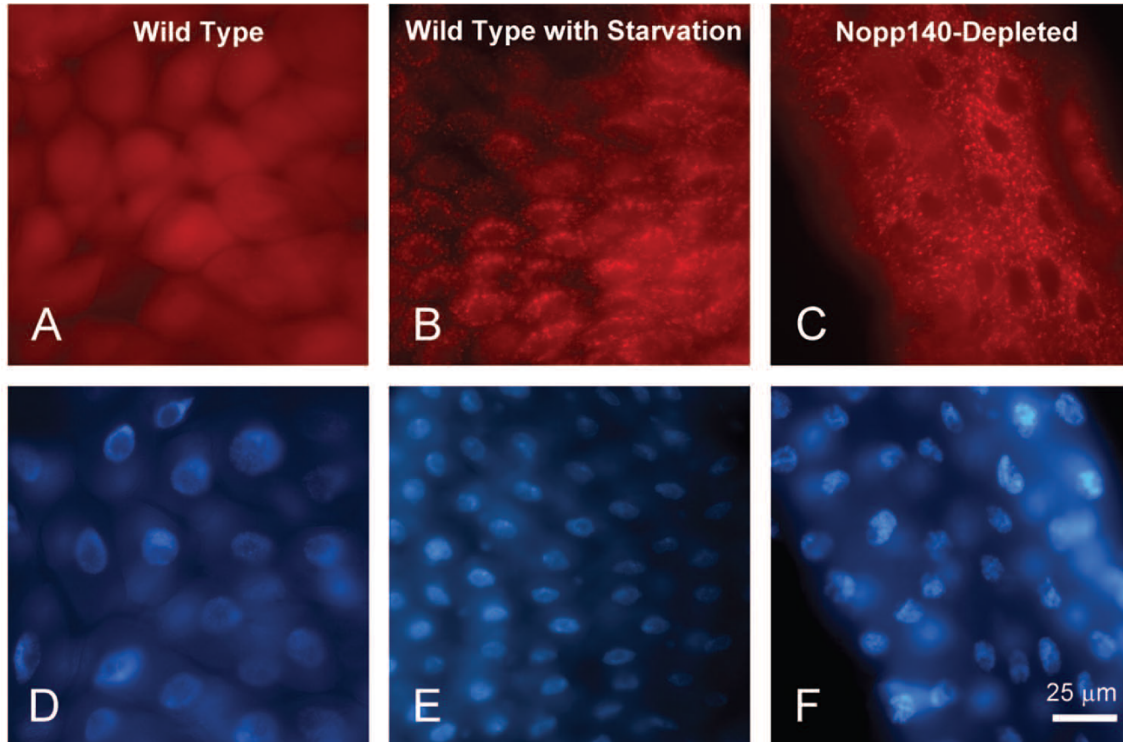 Wild Type
Wild Type with Starvation
Nopp140-Depleted
A
B
C
D
E
F
25 μm